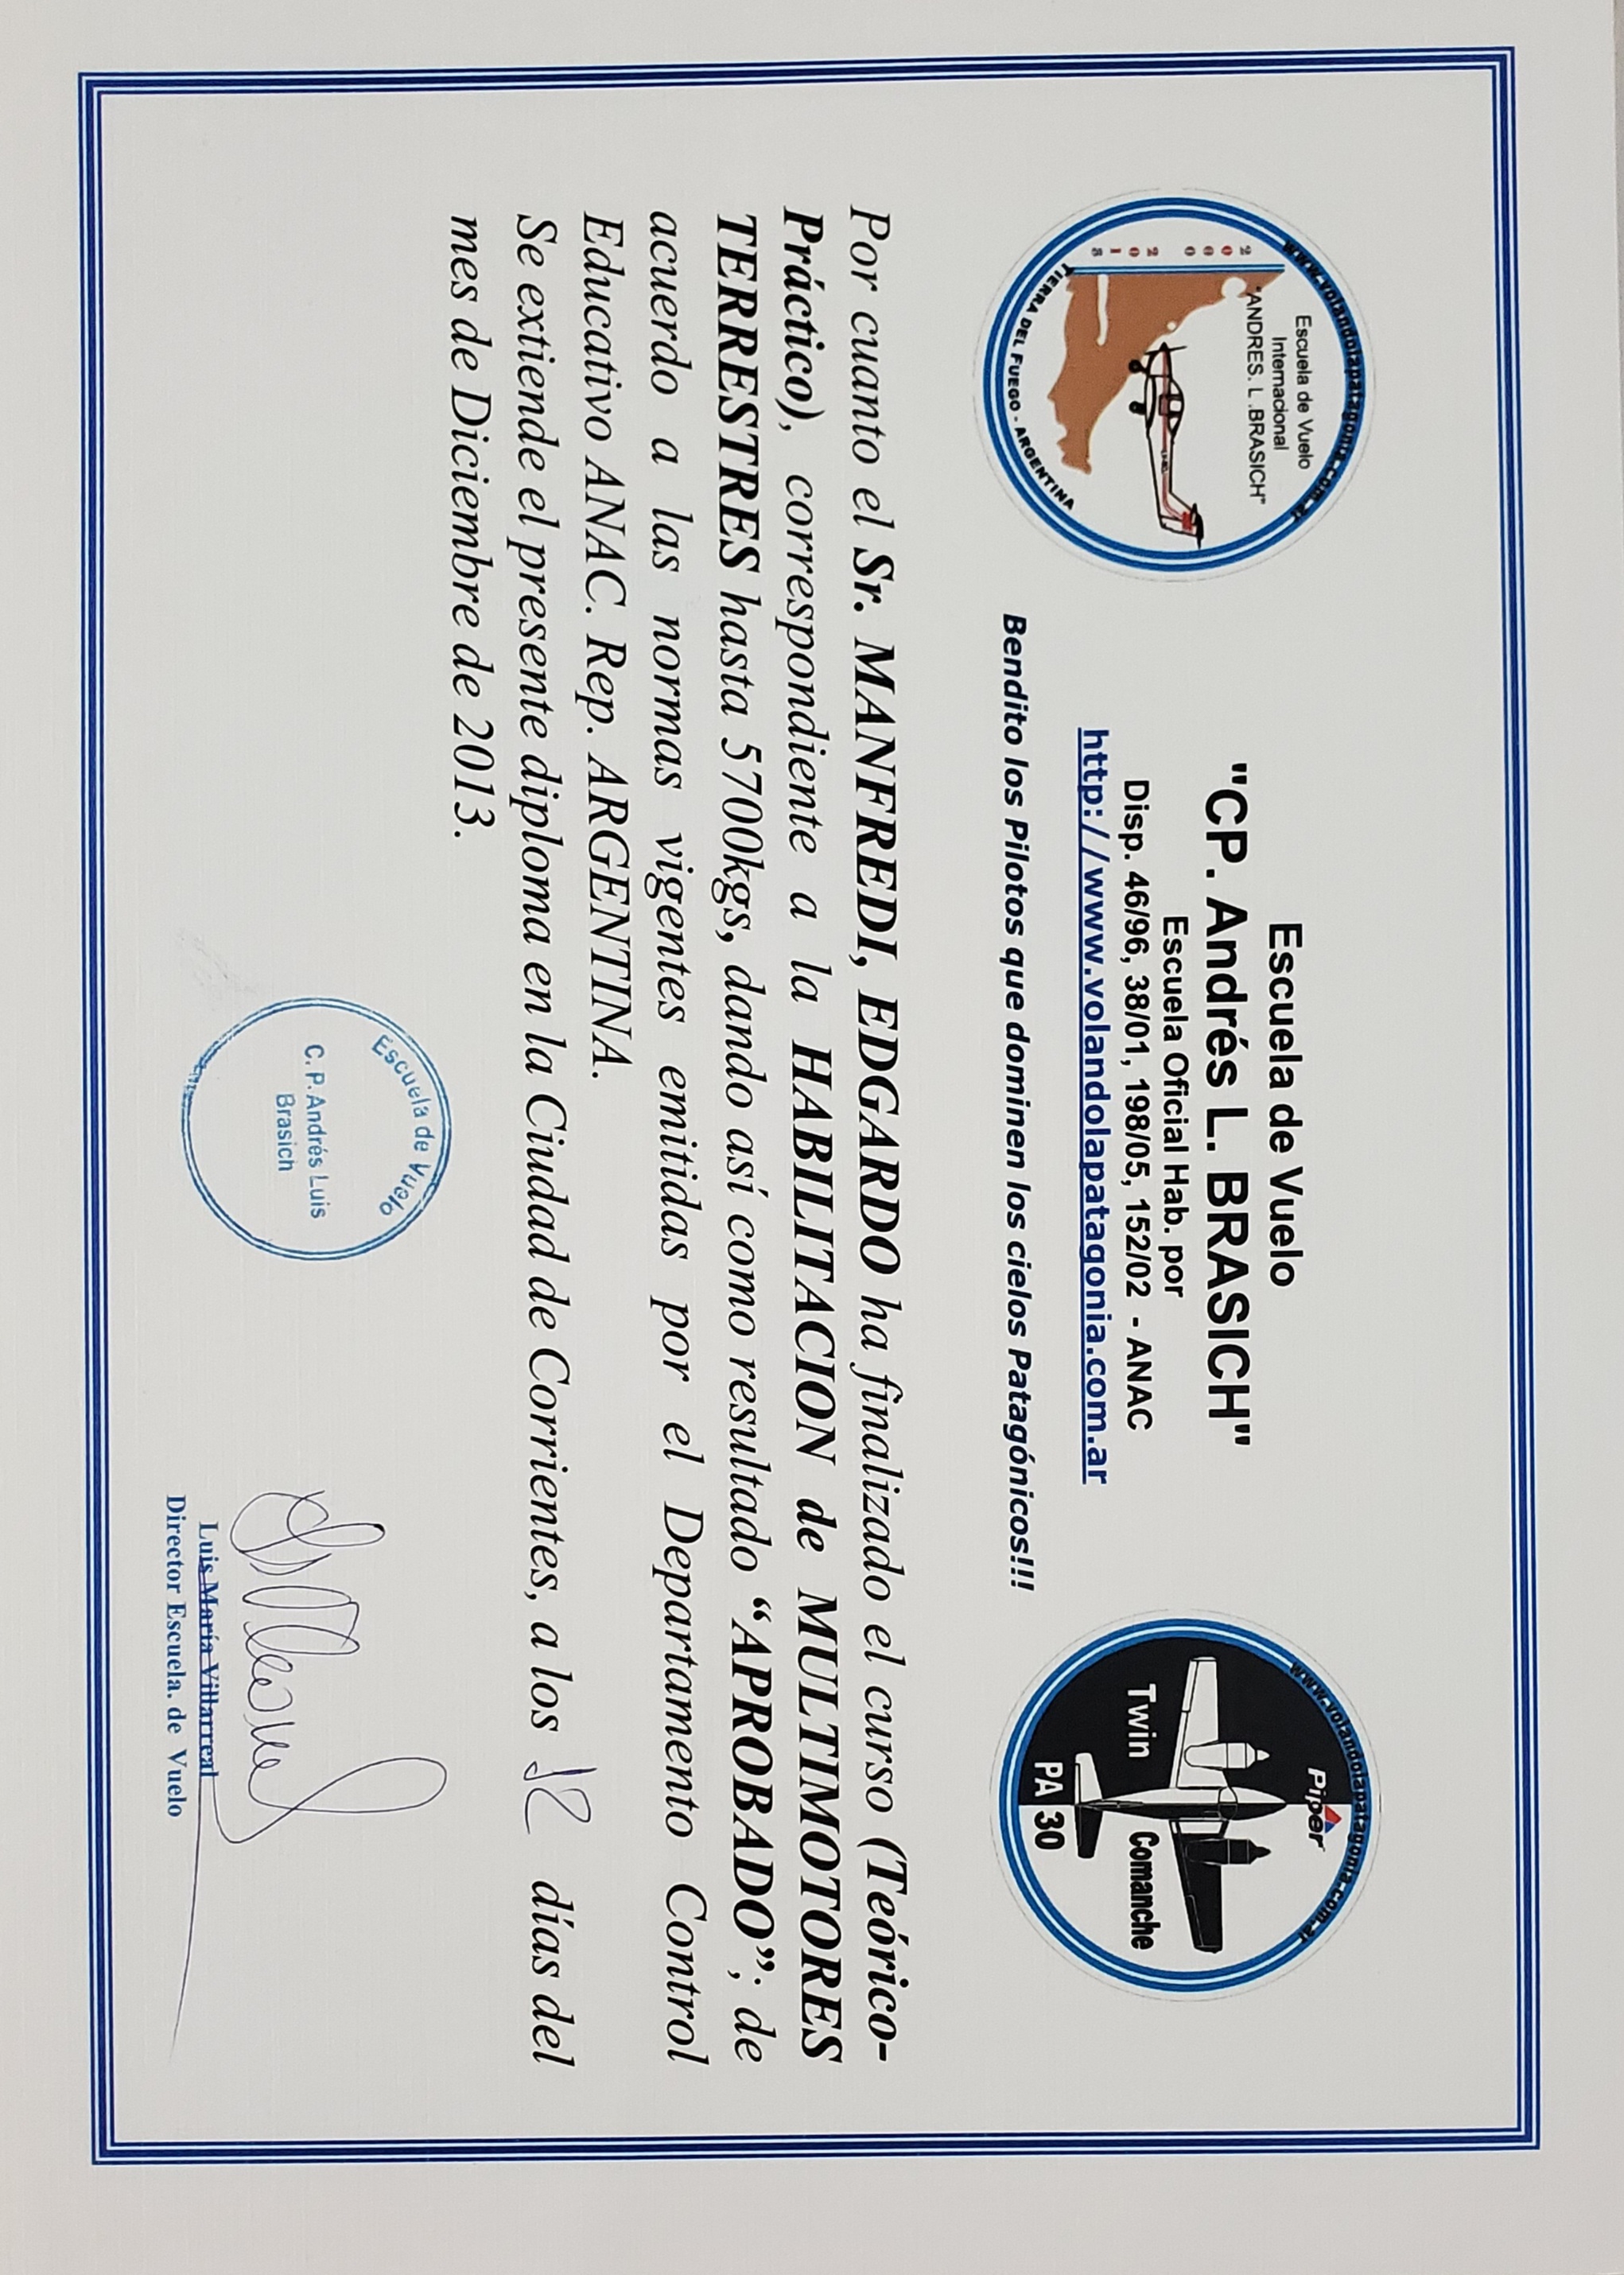 www.volandolapatagonia.com.ar
Escuela de Vuelo
Internacional
"ANDRES. L .BRASICH"
2000 2018
TIERRA DEL FUEGO - ARGENTINA
Escuela de Vuelo
"CP. Andrés L. BRASICH"
Escuela Oficial Hab. por
Disp. 46/96, 38/01, 198/05, 152/02 - ANAC
http://www.volandolapatagonia.com.ar
Bendito los Pilotos que dominen los cielos Patagónicos!!!
www.volandolapatagonia.com.ar
Piper
Twin Comanche
PA 30
Por cuanto el Sr. MANFREDI, EDGARDO ha finalizado el curso (Teórico-
Práctico), correspondiente a la HABILITACION de MULTIMOTORES
TERRESTRES hasta 5700kgs, dando así como resultado “APROBADO”; de
acuerdo a las normas vigentes emitidas por el Departamento Control
Educativo ANAC. Rep. ARGENTINA.
Se extiende el presente diploma en la Ciudad de Corrientes, a los 12 días del
mes de Diciembre de 2013.
Escuela de Vuelo
C. P. Andrés Luis
Brasich
Luis María Villarreal
Director Escuela. de Vuelo